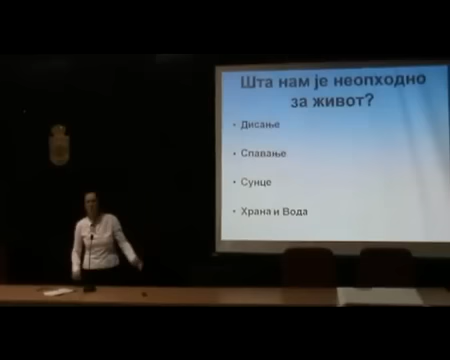 Шта нам је неопходно
за живот?
• Дисање
• Спавање
• Сунце
• Храна и Вода